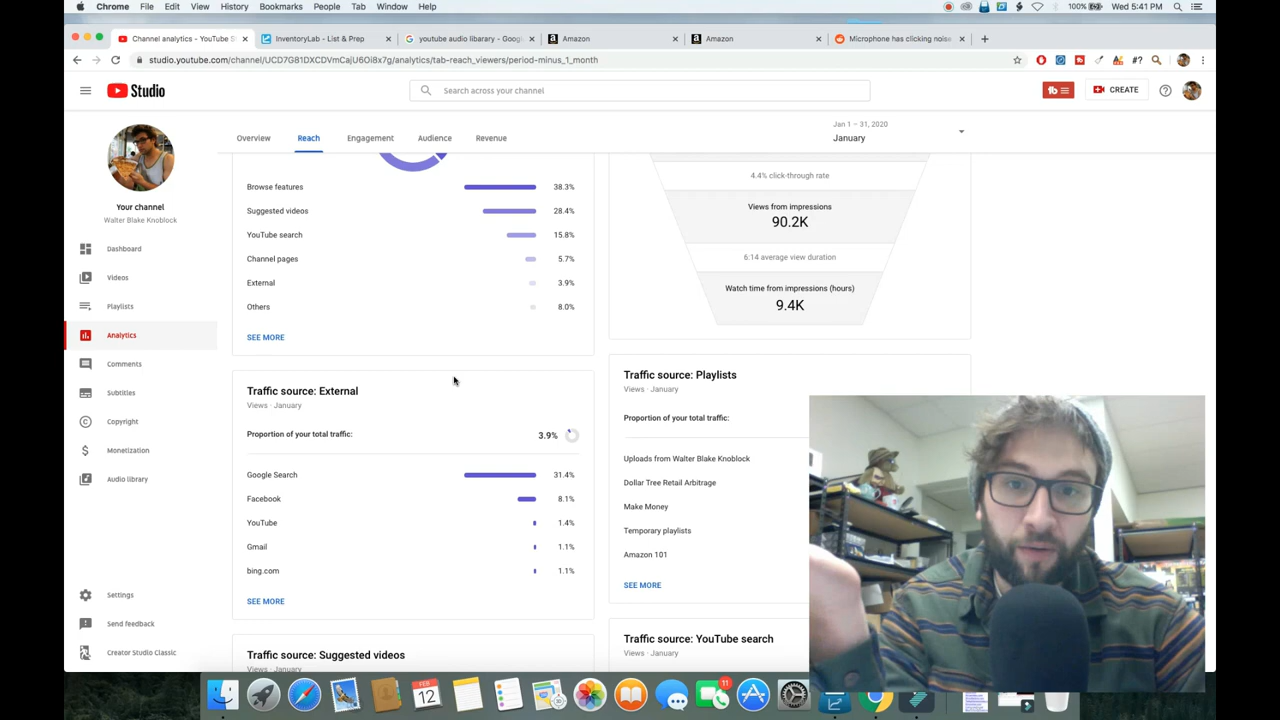 Chrome File Edit View History Bookmarks People Tab Window Help 100% Wed 5:41 PM
Channel analytics - YouTube S InventoryLab - List & Prep youtube audio libarary - Goog Amazon Amazon Microphone has clicking noise
studio.youtube.com/channel/UCD7G81DXCDVmCajU6Oi8x7g/analytics/tab-reach_viewers/period-minus_1_month
#?
Studio
Search across your channel
CREATE
Overview Reach Engagement Audience Revenue
Jan 1 – 31, 2020
January
Your channel
Walter Blake Knoblock
Dashboard
Videos
Playlists
Analytics
Comments
Subtitles
Copyright
Monetization
Audio library
Settings
Send feedback
Creator Studio Classic
Browse features 38.3%
Suggested videos 28.4%
YouTube search 15.8%
Channel pages 5.7%
External 3.9%
Others 8.0%
SEE MORE
4.4% click-through rate
Views from impressions
90.2K
6:14 average view duration
Watch time from impressions (hours)
9.4K
Traffic source: External
Views · January
Proportion of your total traffic: 3.9%
Google Search 31.4%
Facebook 8.1%
YouTube 1.4%
Gmail 1.1%
bing.com 1.1%
SEE MORE
Traffic source: Playlists
Views · January
Proportion of your total traffic:
Uploads from Walter Blake Knoblock
Dollar Tree Retail Arbitrage
Make Money
Temporary playlists
Amazon 101
SEE MORE
Traffic source: Suggested videos
Views · January
Traffic source: YouTube search
Views · January
FEB
12
11